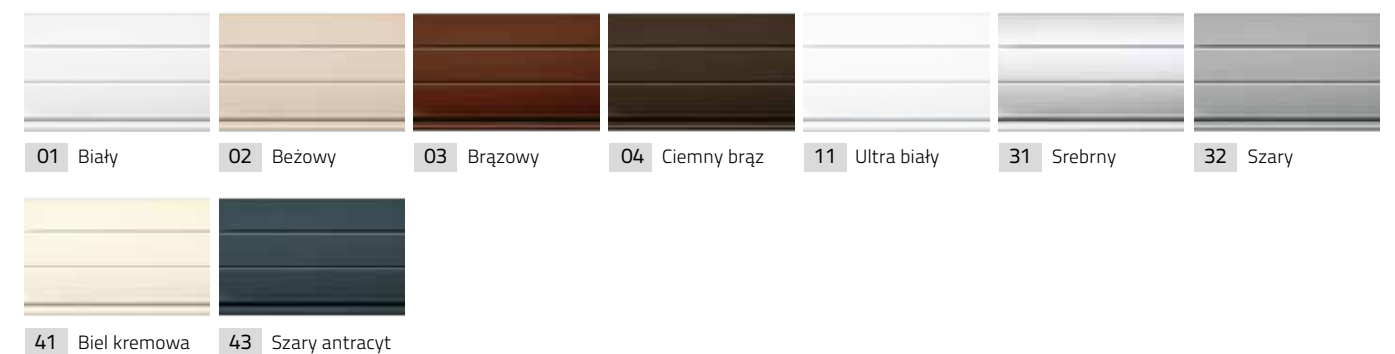 01 Biały 02 Beżowy 03 Brązowy 04 Ciemny brąz 11 Ultra biały 31 Srebrny 32 Szary
41 Biel kremowa 43 Szary antracyt